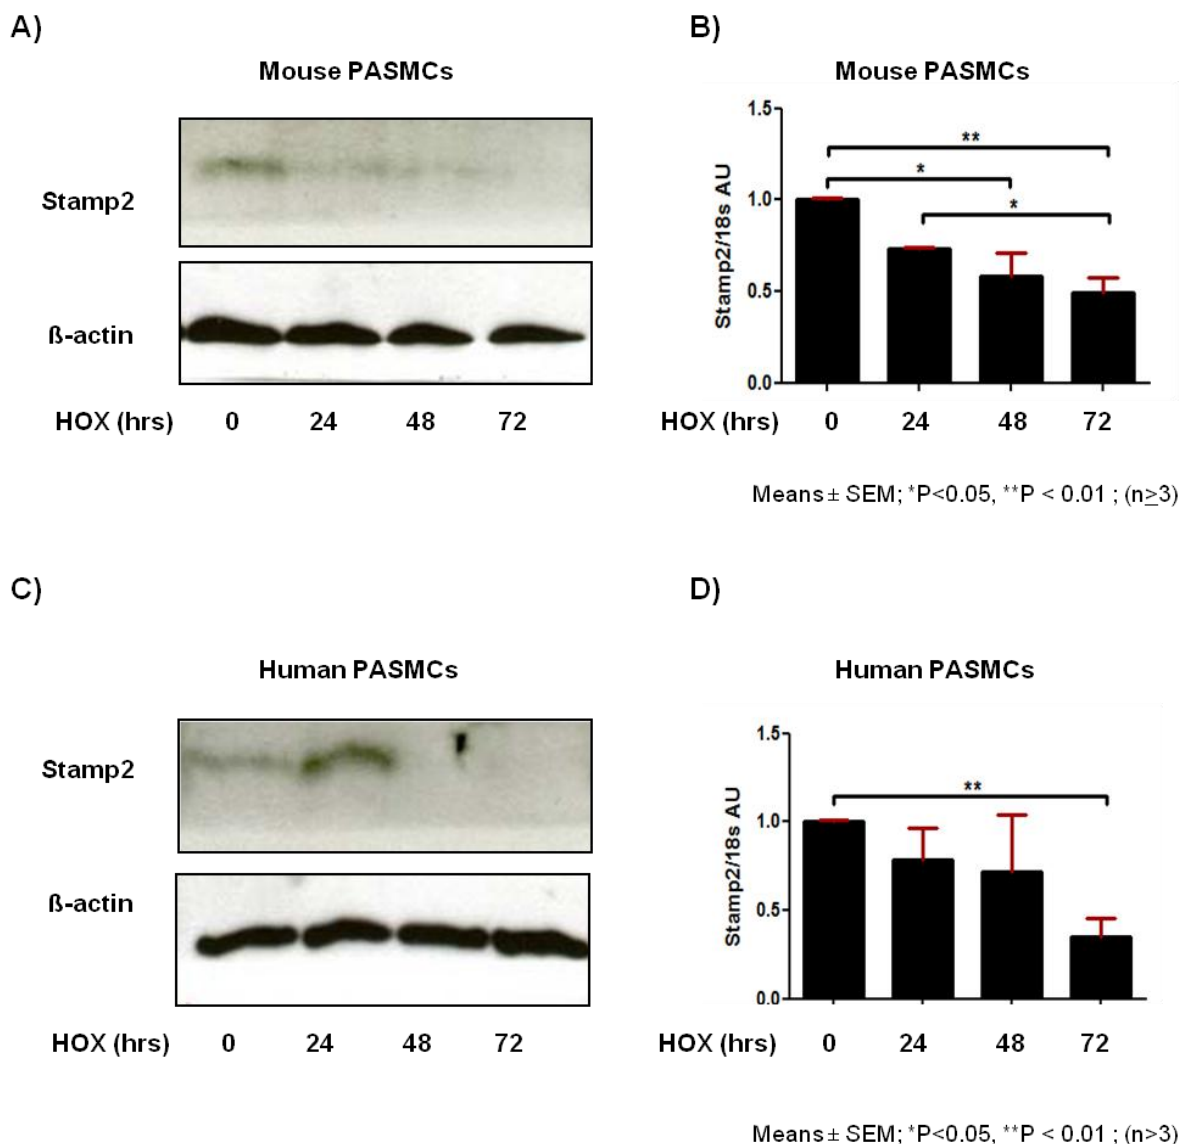 A)
Mouse PASMCs
Stamp2
ß-actin
HOX (hrs) 0 24 48 72
B)
Mouse PASMCs
Stamp2/18s AU
1.5
1.0
0.5
0.0
**
*
*
HOX (hrs) 0 24 48 72
Means ± SEM; *P<0.05, **P < 0.01 ; (n≥3)
C)
Human PASMCs
Stamp2
ß-actin
HOX (hrs) 0 24 48 72
D)
Human PASMCs
Stamp2/18s AU
1.5
1.0
0.5
0.0
**
HOX (hrs) 0 24 48 72
Means ± SEM; *P<0.05, **P < 0.01 ; (n>3)